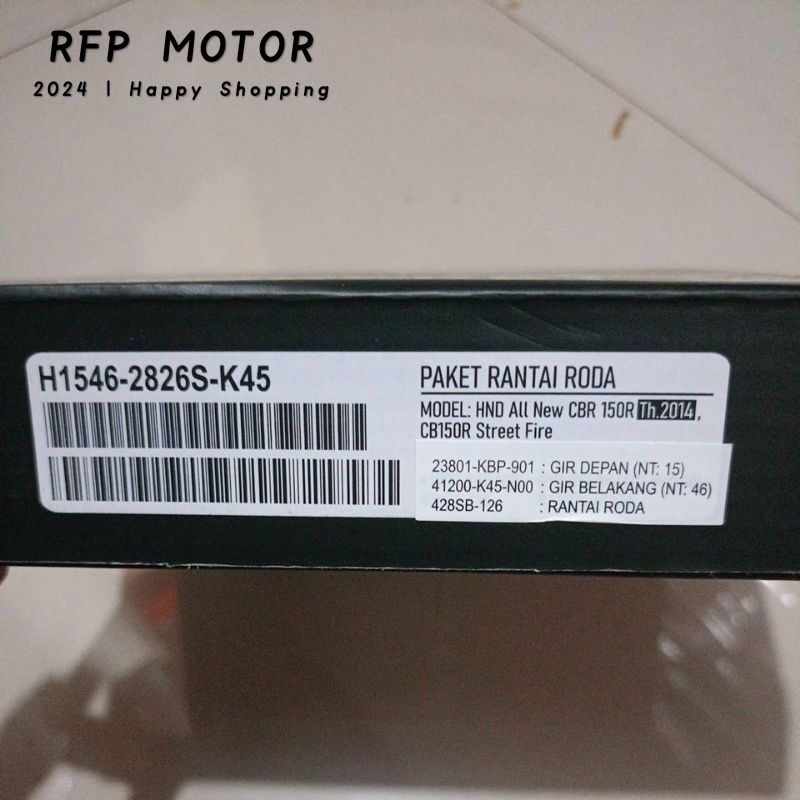 RFP MOTOR
2024 | Happy Shopping
H1546-2826S-K45
PAKET RANTAI RODA
MODEL: HND All New CBR 150R Th.2014,
CB150R Street Fire
23801-KBP-901 : GIR DEPAN (NT: 15)
41200-K45-N00 : GIR BELAKANG (NT: 46)
428SB-126 : RANTAI RODA